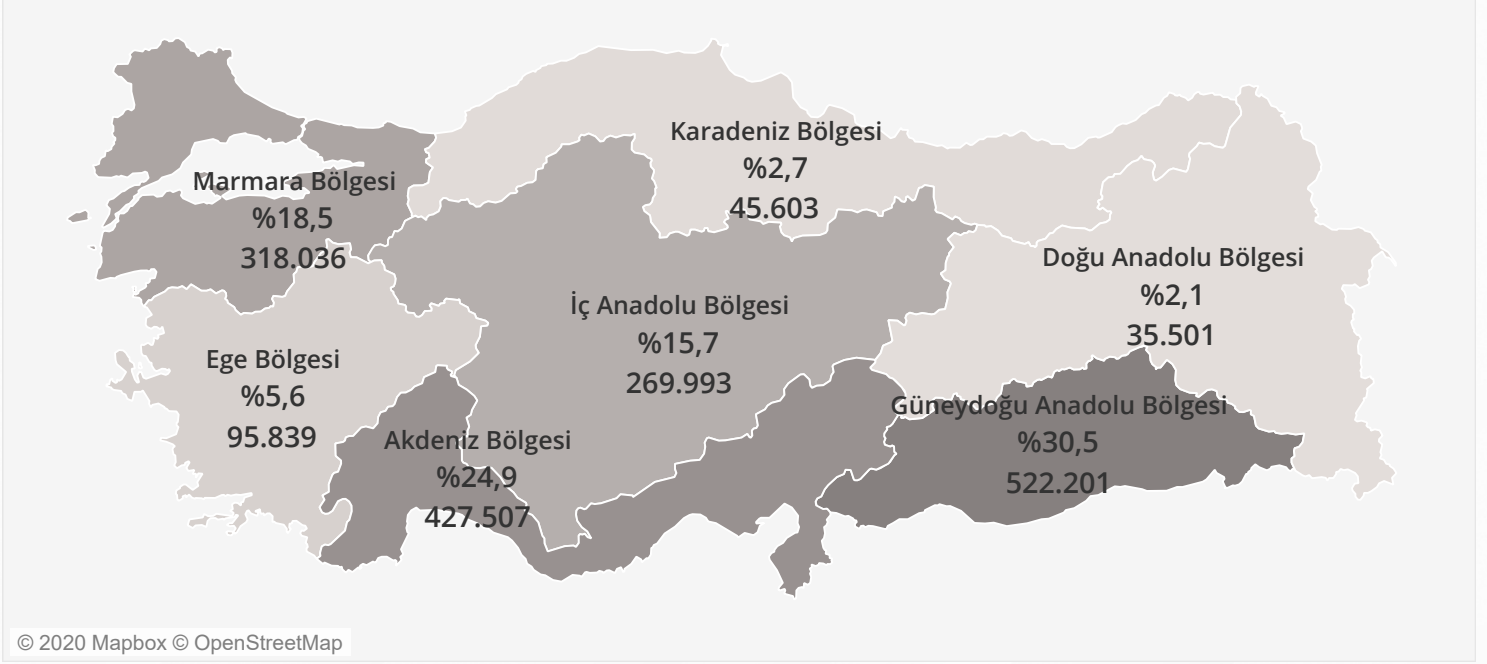 Karadeniz Bölgesi
%2,7
45.603
Marmara Bölgesi
%18,5
318.036
Doğu Anadolu Bölgesi
%2,1
35.501
İç Anadolu Bölgesi
%15,7
269.993
Ege Bölgesi
%5,6
95.839
Güneydoğu Anadolu Bölgesi
%30,5
522.201
Akdeniz Bölgesi
%24,9
427.507
© 2020 Mapbox © OpenStreetMap